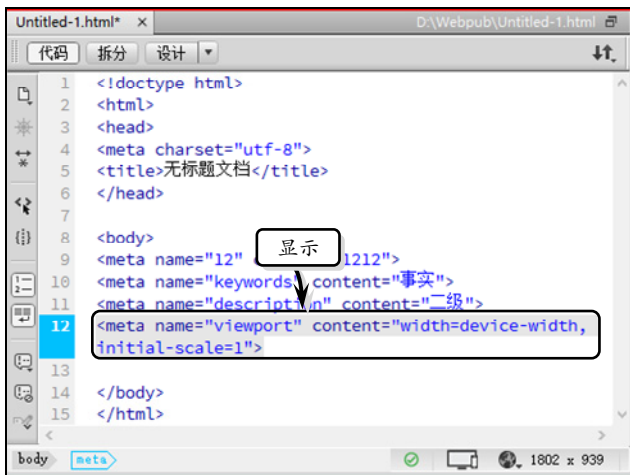 Untitled-1.html* ×
D:\Webpub\Untitled-1.html
代码 拆分 设计
1 <!doctype html>
2 <html>
3 <head>
4 <meta charset="utf-8">
5 <title>无标题文档</title>
6 </head>
7
8 <body>
显示
9 <meta name="12" 1212">
10 <meta name="keywords" content="事实">
11 <meta name="description" content="二级">
12 <meta name="viewport" content="width=device-width,
initial-scale=1">
13
14 </body>
15 </html>
body meta
1802 x 939